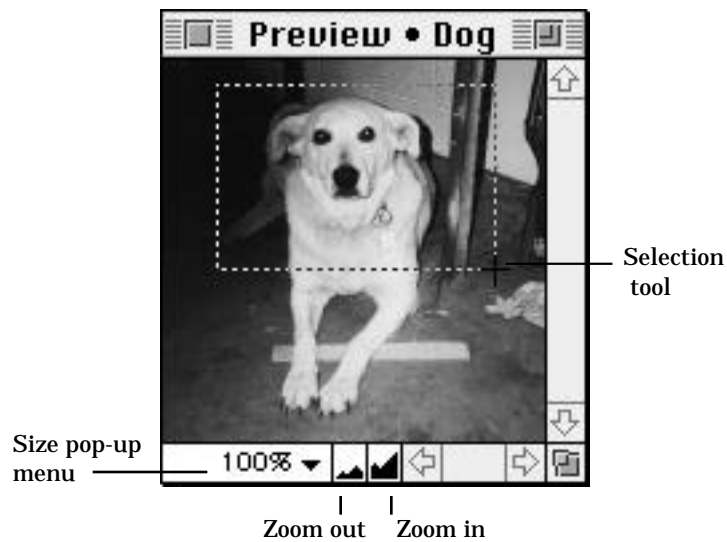 Preview • Dog
Selection
tool
Size pop-up
menu
100%
Zoom out
Zoom in